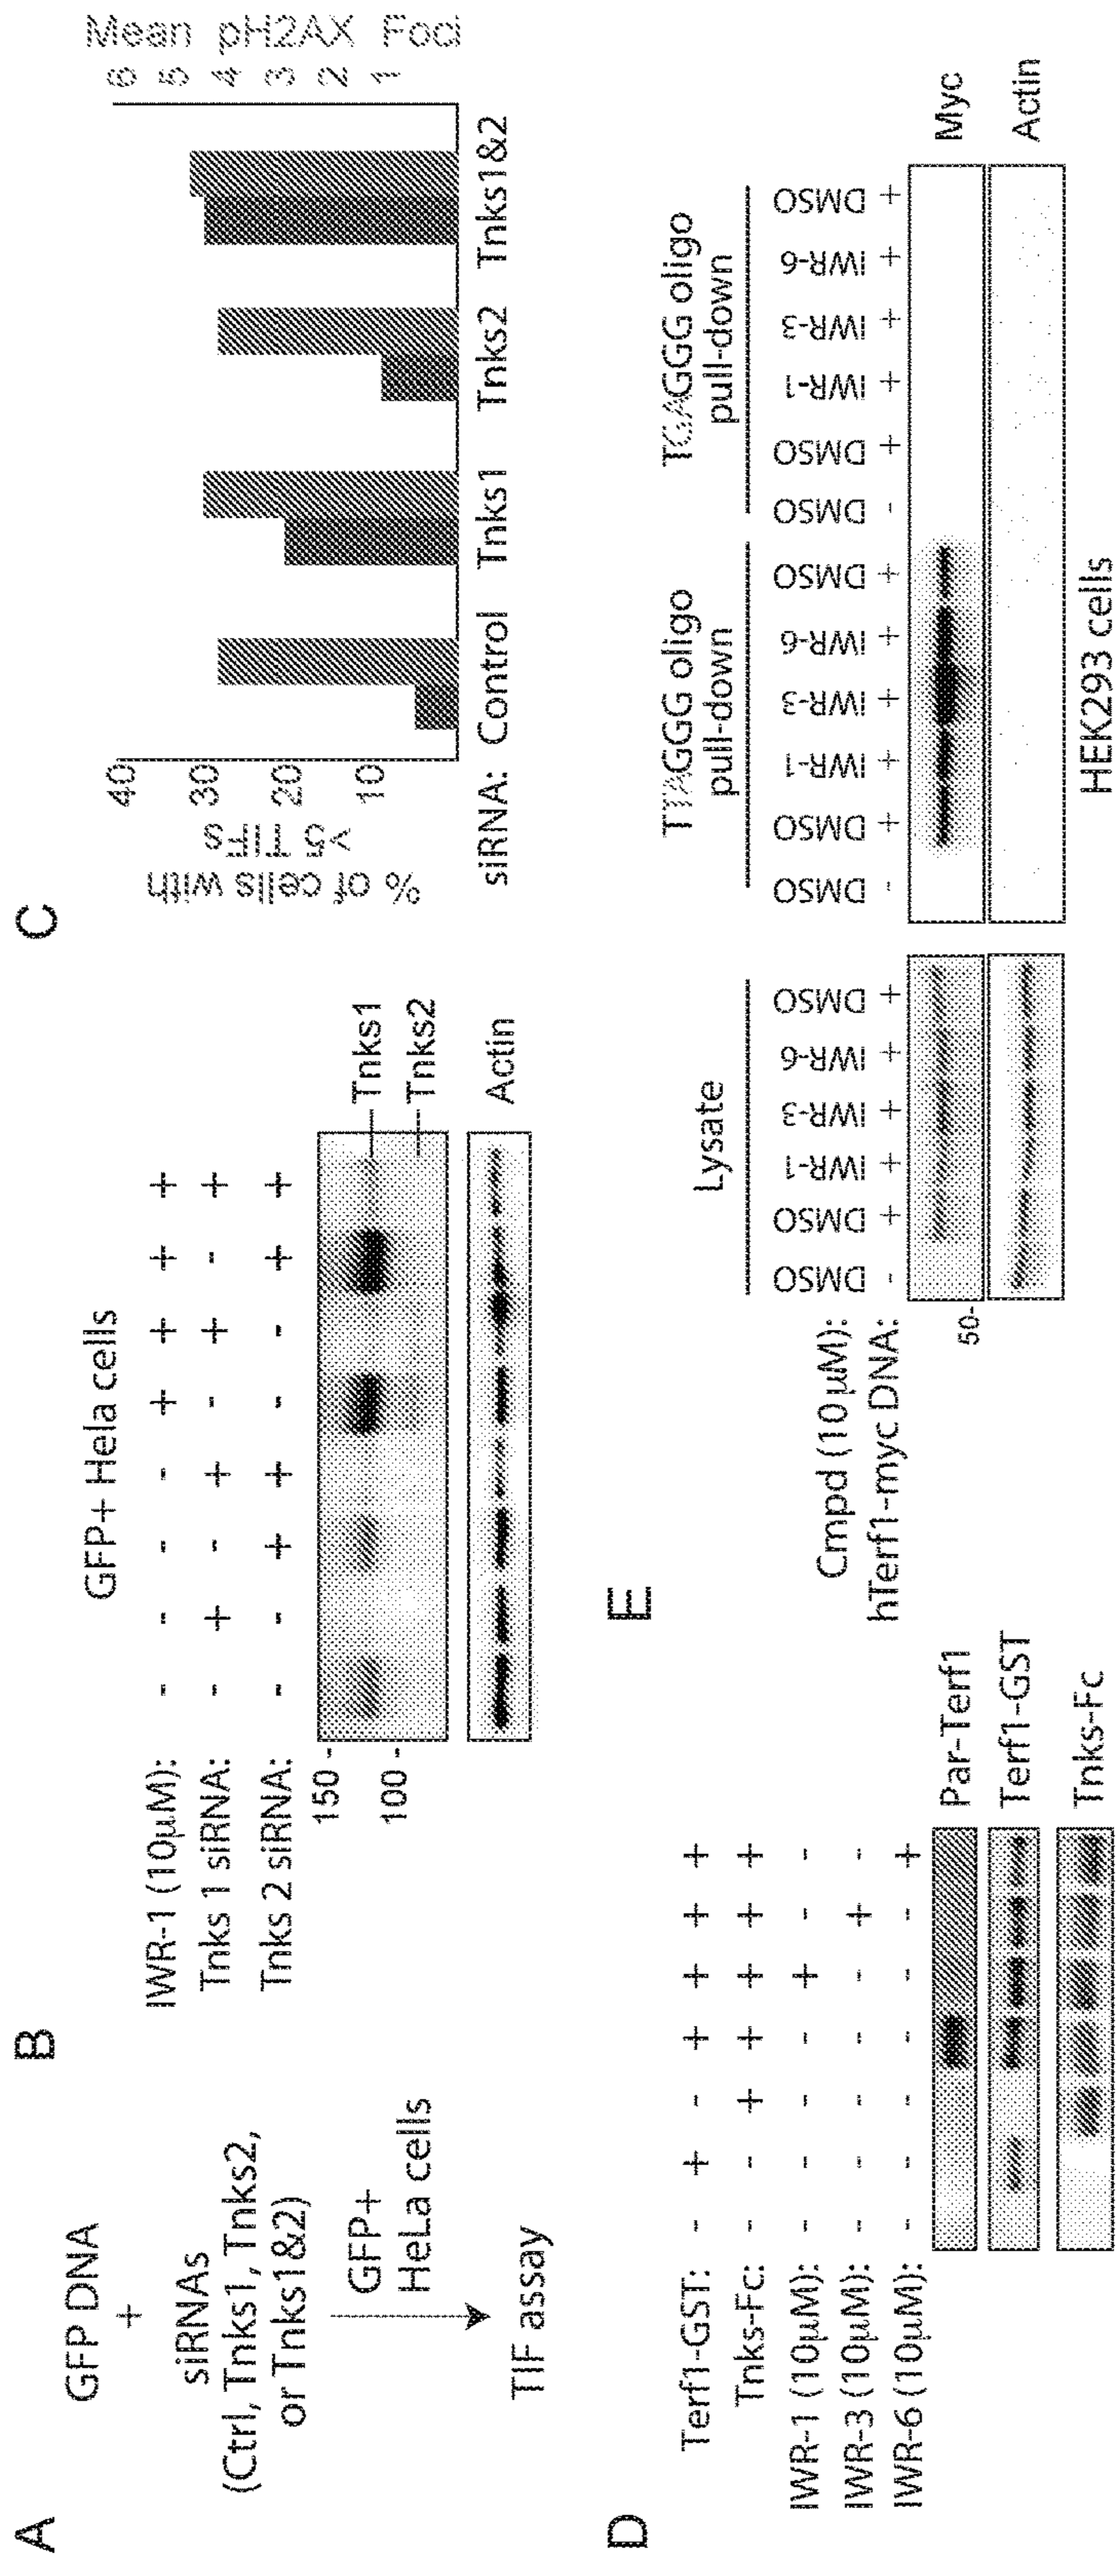 A
GFP DNA
+
siRNAs
(Ctrl, Tnks1, Tnks2,
or Tnks1&2)
GFP+
HeLa cells
TIF assay
B
GFP+ Hela cells
IWR-1 (10µM): - - - - + + + +
Tnks 1 siRNA: - + - + - + - +
Tnks 2 siRNA: - - + + - - + +
150 -
100 -
Tnks1
Tnks2
Actin
C
% of cells with
>5 TIFs
40
30
20
10
Mean pH2AX Foci
6
5
4
3
2
1
siRNA: Control Tnks1 Tnks2 Tnks1&2
D
Terf1-GST: - + - + + + +
Tnks-Fc: - - + + + + +
IWR-1 (10µM): - - - - + - -
IWR-3 (10µM): - - - - - + -
IWR-6 (10µM): - - - - - - +
Par-Terf1
Terf1-GST
Tnks-Fc
E
Lysate
TTAGGG oligo
pull-down
TGAGGG oligo
pull-down
Cmpd (10 µM): DMSO DMSO IWR-1 IWR-3 IWR-6 DMSO DMSO DMSO IWR-1 IWR-3 IWR-6 DMSO DMSO DMSO IWR-1 IWR-3 IWR-6 DMSO
hTerf1-myc DNA: - + + + + + - + + + + + - + + + + +
50-
Myc
Actin
HEK293 cells